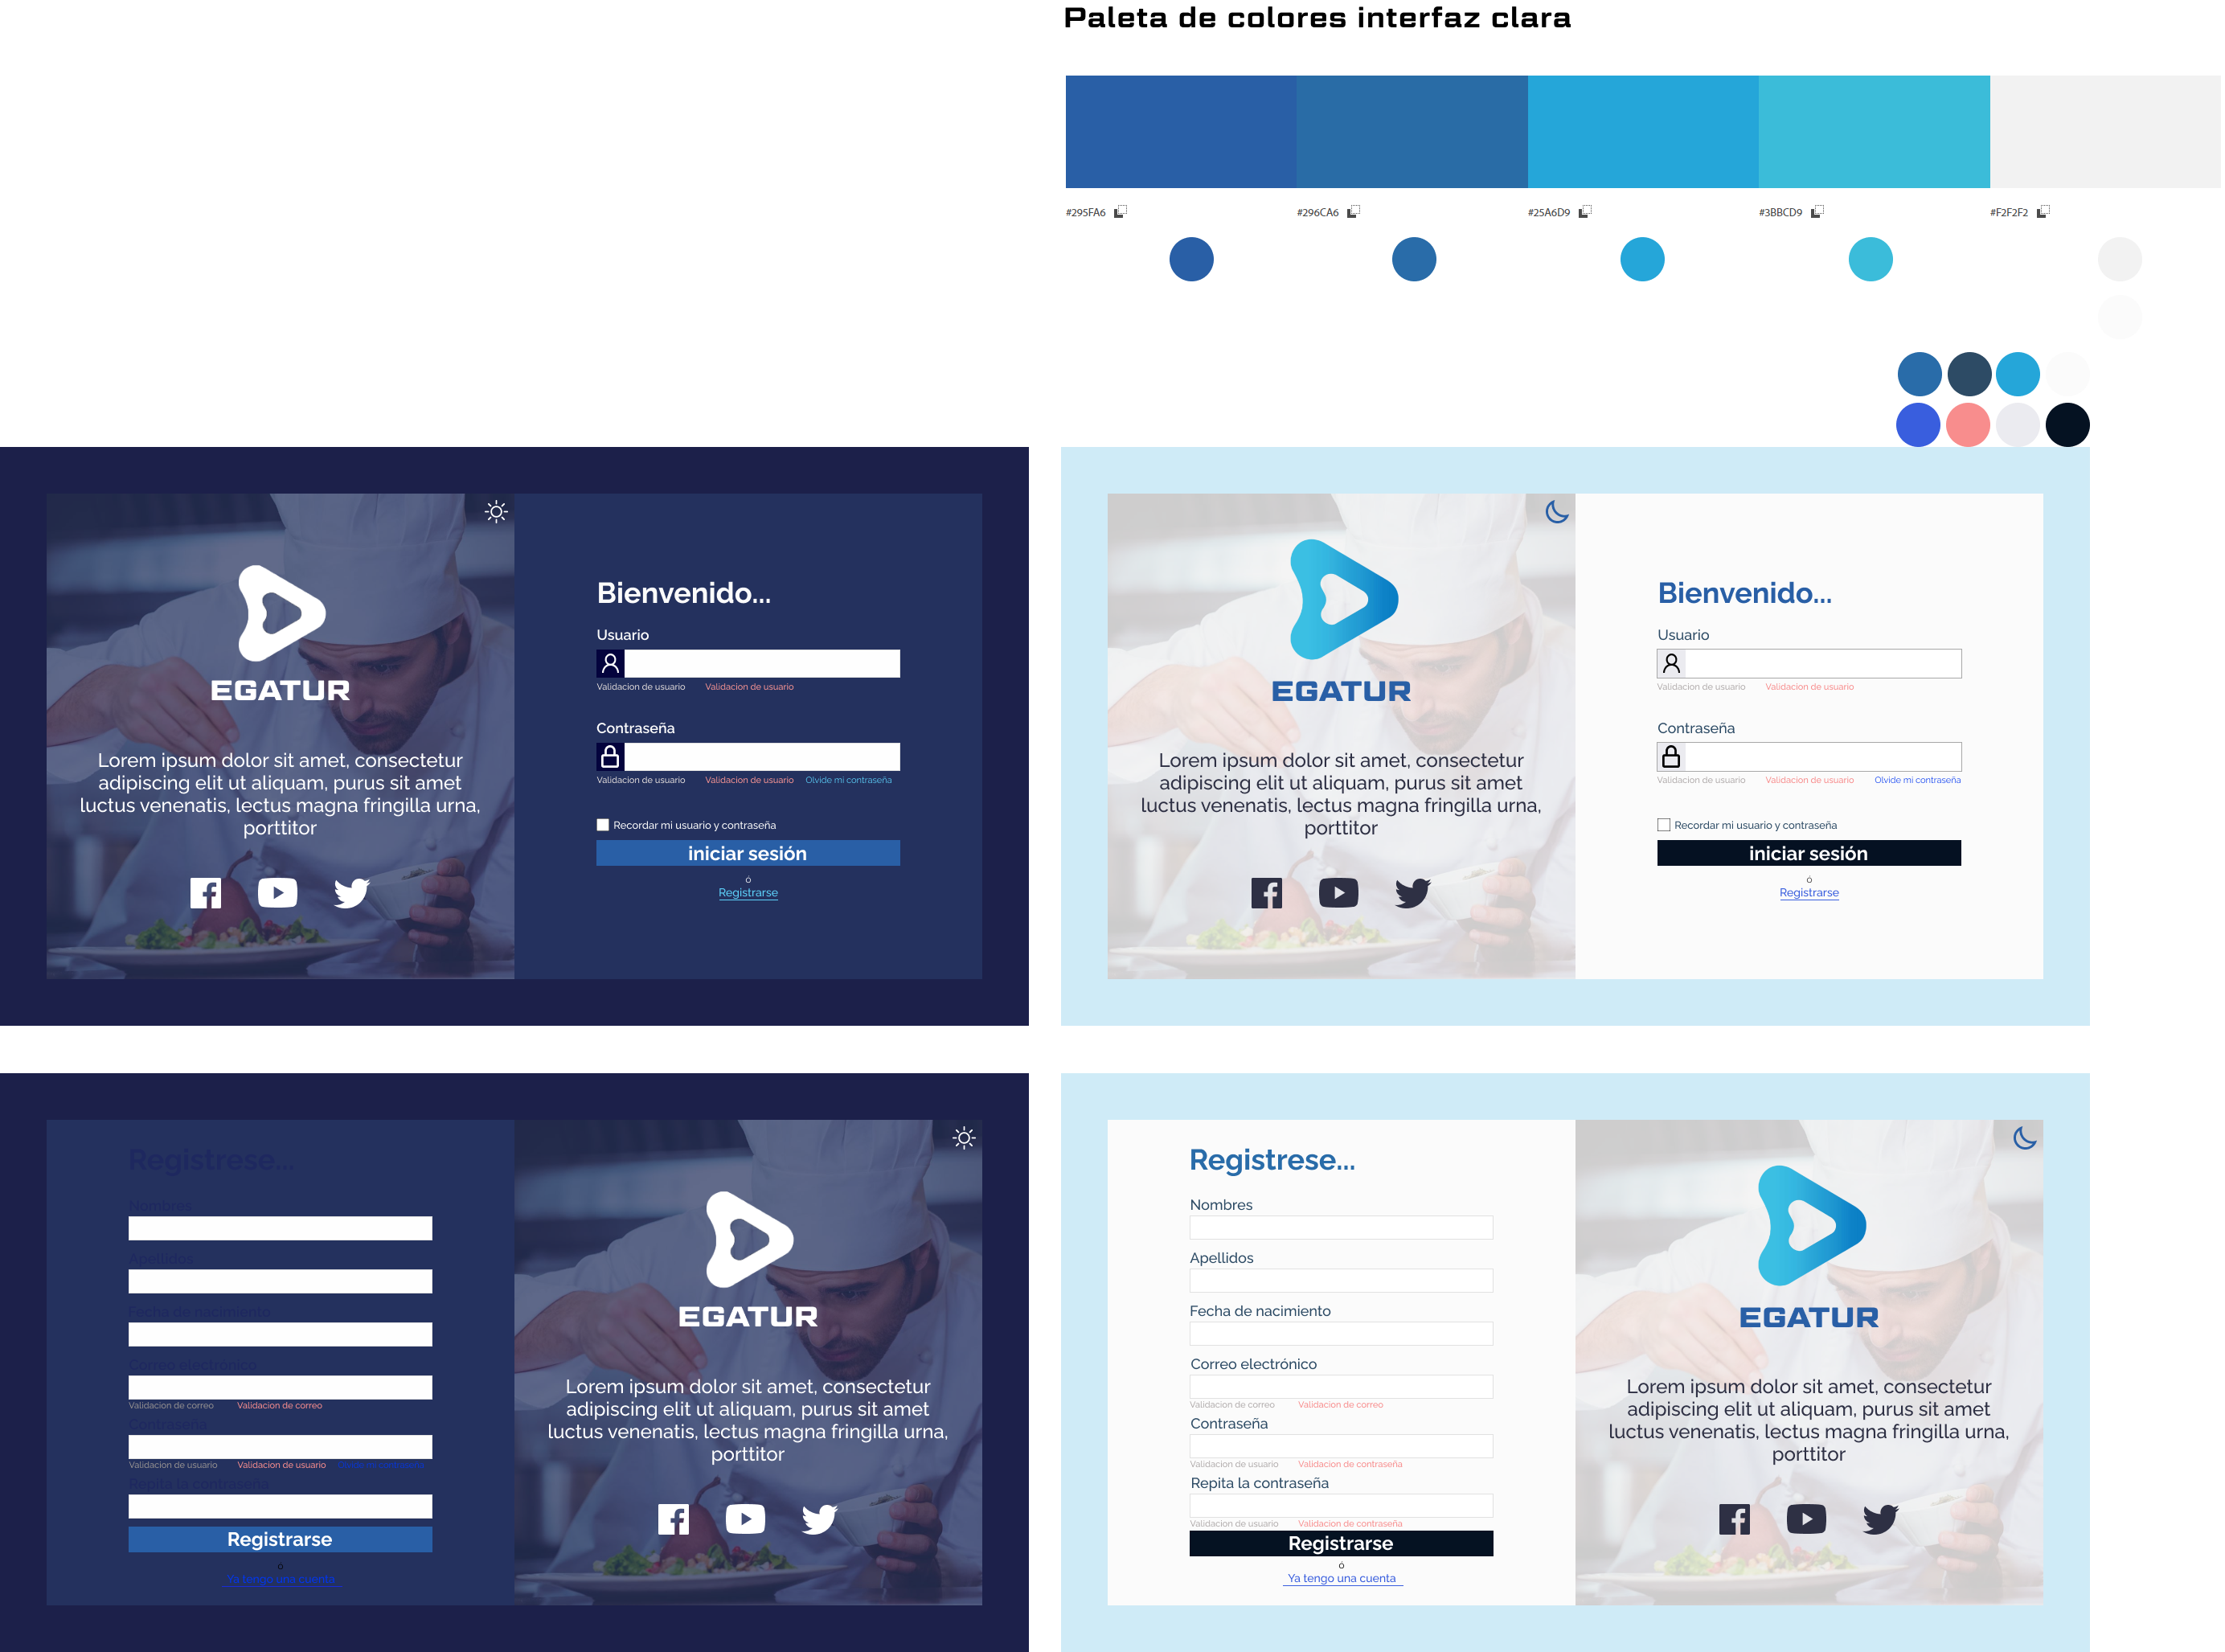 Paleta de colores interfaz clara
#295FA6
#296CA6
#25A6D9
#3BBCD9
#F2F2F2
EGATUR
Lorem ipsum dolor sit amet, consectetur
adipiscing elit ut aliquam, purus sit amet
luctus venenatis, lectus magna fringilla urna,
porttitor
Bienvenido...
Usuario
Validacion de usuario Validacion de usuario
Contraseña
Validacion de usuario Validacion de usuario Olvide mi contraseña
Recordar mi usuario y contraseña
iniciar sesión
ó
Registrarse
EGATUR
Lorem ipsum dolor sit amet, consectetur
adipiscing elit ut aliquam, purus sit amet
luctus venenatis, lectus magna fringilla urna,
porttitor
Bienvenido...
Usuario
Validacion de usuario Validacion de usuario
Contraseña
Validacion de usuario Validacion de usuario Olvide mi contraseña
Recordar mi usuario y contraseña
iniciar sesión
ó
Registrarse
Registrese...
Nombres
Apellidos
Fecha de nacimiento
Correo electrónico
Validacion de correo Validacion de correo
Contraseña
Validacion de usuario Validacion de usuario
Repita la contraseña
Registrarse
ó
Ya tengo una cuenta
EGATUR
Lorem ipsum dolor sit amet, consectetur
adipiscing elit ut aliquam, purus sit amet
luctus venenatis, lectus magna fringilla urna,
porttitor
Registrese...
Nombres
Apellidos
Fecha de nacimiento
Correo electrónico
Validacion de correo Validacion de correo
Contraseña
Validacion de usuario Validacion de contraseña
Repita la contraseña
Validacion de usuario Validacion de contraseña
Registrarse
ó
Ya tengo una cuenta
EGATUR
Lorem ipsum dolor sit amet, consectetur
adipiscing elit ut aliquam, purus sit amet
luctus venenatis, lectus magna fringilla urna,
porttitor